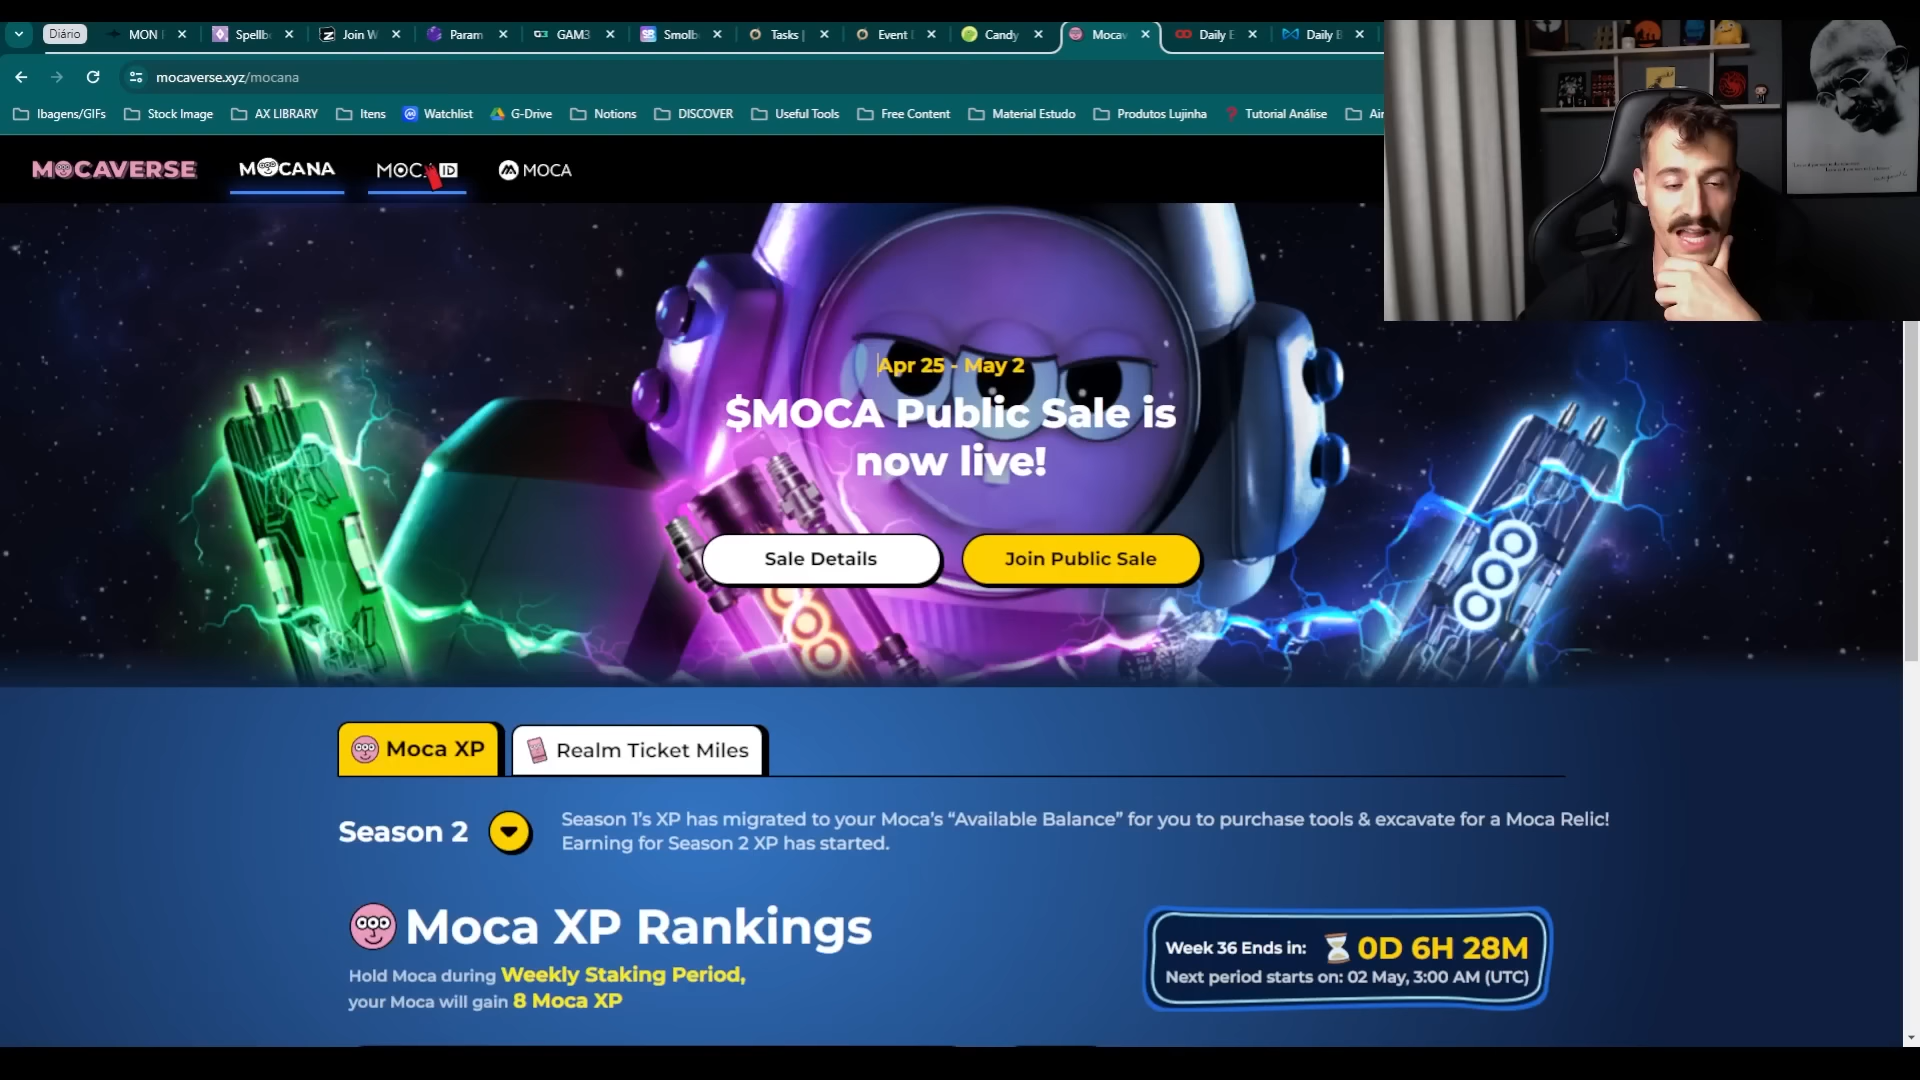 Diário
MON
Spellb
Join W
Param
GAM3
Smolb
Tasks |
Event
Candy
Mocav
Daily E
Daily
mocaverse.xyz/mocana
Ibagens/GIFs
Stock Image
AX LIBRARY
Itens
Watchlist
G-Drive
Notions
DISCOVER
Useful Tools
Free Content
Material Estudo
Produtos Lujinha
Tutorial Análise
MOCAVERSE
MOCANA
MOCA ID
MOCA
Apr 25 - May 2
$MOCA Public Sale is
now live!
Sale Details
Join Public Sale
Moca XP
Realm Ticket Miles
Season 2
Season 1's XP has migrated to your Moca's “Available Balance” for you to purchase tools & excavate for a Moca Relic!
Earning for Season 2 XP has started.
Moca XP Rankings
Hold Moca during Weekly Staking Period,
your Moca will gain 8 Moca XP
Week 36 Ends in: 0D 6H 28M
Next period starts on: 02 May, 3:00 AM (UTC)